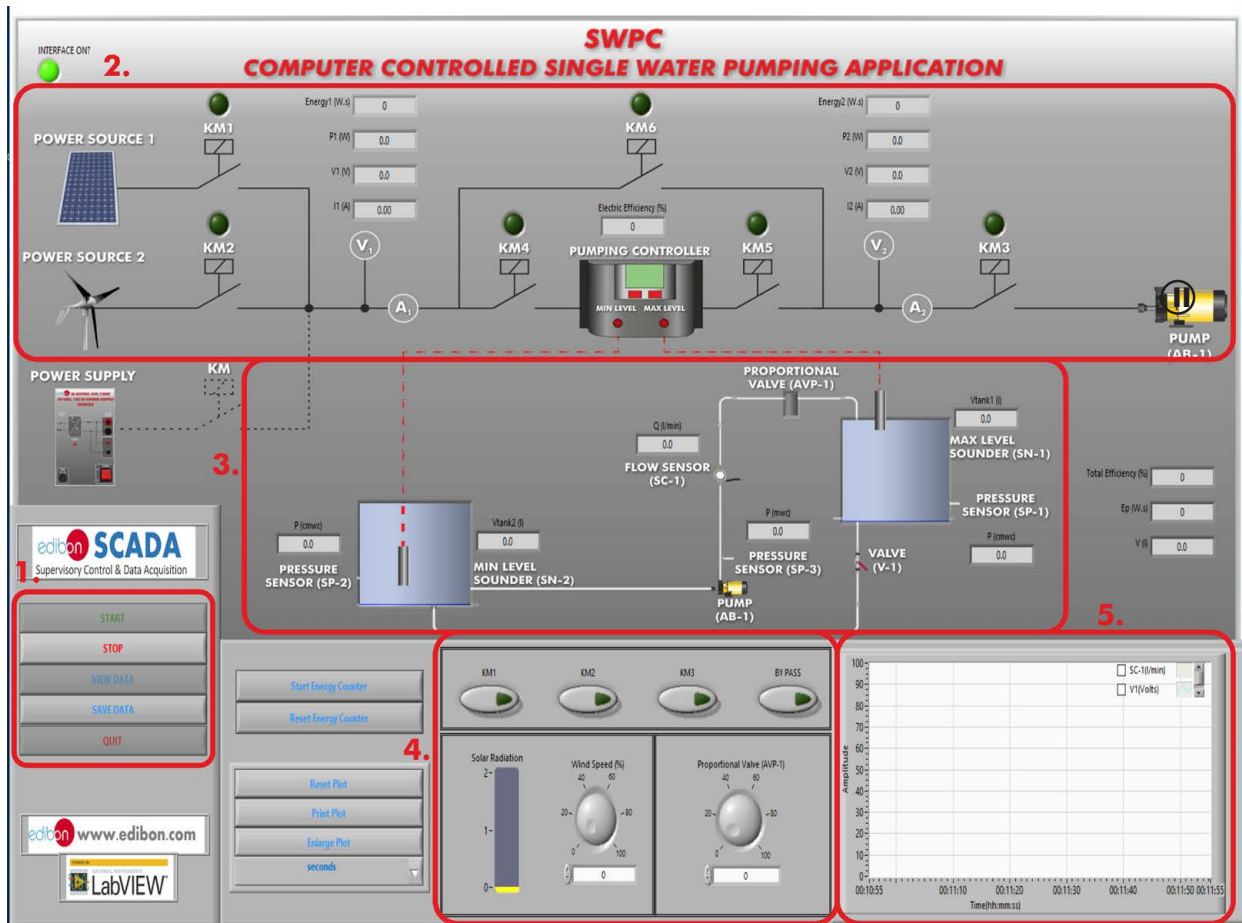 SWPC
COMPUTER CONTROLLED SINGLE WATER PUMPING APPLICATION
INTERFACE ON?
2.
POWER SOURCE 1
KM1
Energy1 (W.s)
0
P1 (W)
0.0
V1 (V)
0.0
I1 (A)
0.00
KM6
Energy2 (W.s)
0
P2 (W)
0.0
V2 (V)
0.0
I2 (A)
0.00
Electric Efficiency (%)
0
POWER SOURCE 2
KM2
V1
A1
KM4
PUMPING CONTROLLER
MIN LEVEL MAX LEVEL
KM5
V2
A2
KM3
PUMP
(AB-1)
POWER SUPPLY
KM
3.
PROPORTIONAL
VALVE (AVP-1)
Q (l/min)
0.0
FLOW SENSOR
(SC-1)
Vtank1 (l)
0.0
MAX LEVEL
SOUNDER (SN-1)
PRESSURE
SENSOR (SP-1)
P (cmwc)
0.0
Total Efficiency (%)
0
Ep (W.s)
0
V (l)
0.0
P (cmwc)
0.0
PRESSURE
SENSOR (SP-2)
Vtank2 (l)
0.0
MIN LEVEL
SOUNDER (SN-2)
P (mwc)
0.0
PRESSURE
SENSOR (SP-3)
PUMP
(AB-1)
VALVE
(V-1)
edibon SCADA
Supervisory Control & Data Acquisition
1.
START
STOP
VIEW DATA
SAVE DATA
QUIT
edibon www.edibon.com
LabVIEW
Start Energy Counter
Reset Energy Counter
Reset Plot
Print Plot
Enlarge Plot
seconds
4.
KM1 KM2 KM3 BY PASS
Solar Radiation
2
1
0
Wind Speed (%)
0 20 40 60 80 100
0
Proportional Valve (AVP-1)
0 20 40 60 80 100
0
5.
SC-1(l/min)
V1(Volts)
Amplitude
100
90
80
70
60
50
40
30
20
10
0
00:10:55 00:11:10 00:11:20 00:11:30 00:11:40 00:11:50 00:11:55
Time(hh:mm:ss)